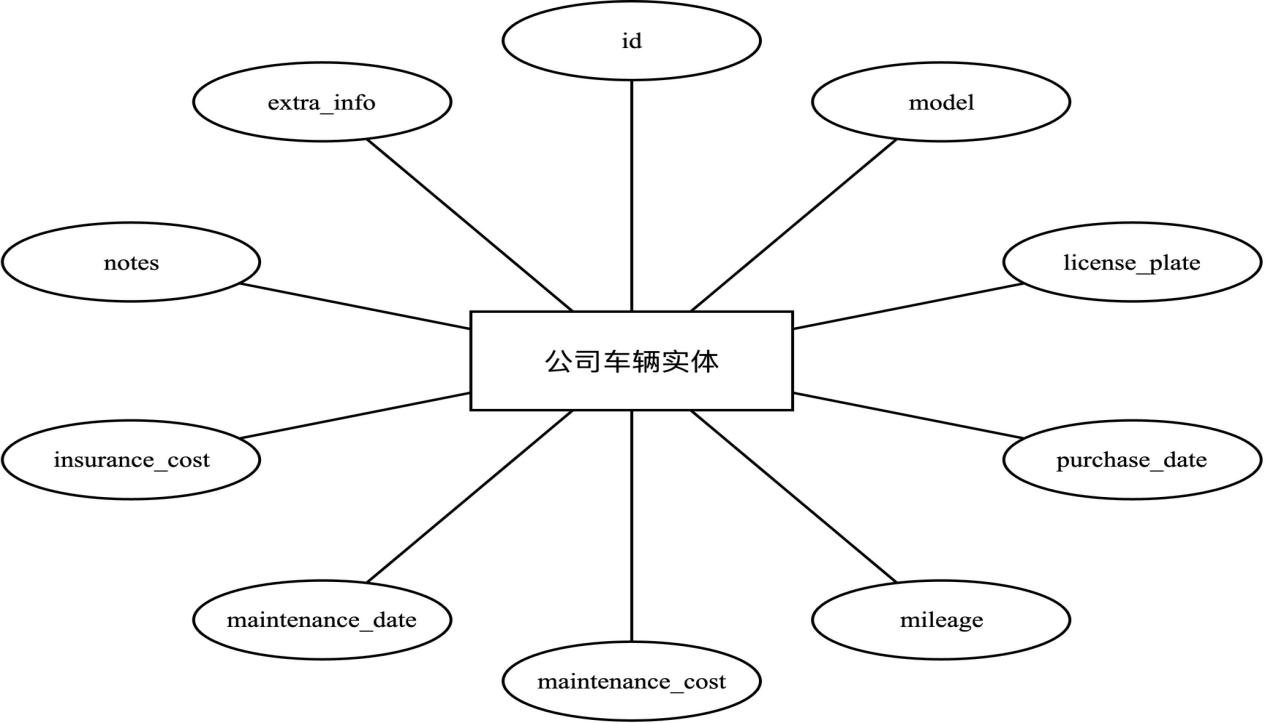 id
extra_info
model
notes
license_plate
公司车辆实体
insurance_cost
purchase_date
maintenance_date
mileage
maintenance_cost